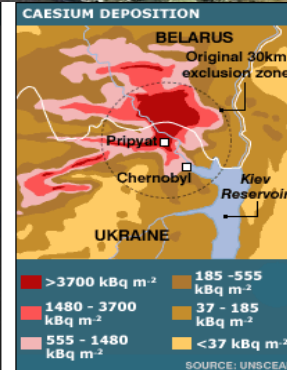 CAESIUM DEPOSITION
BELARUS
Original 30km
exclusion zone
Pripyat
Chernobyl
Kiev
Reservoir
UKRAINE
>3700 kBq m-²
1480 - 3700
kBq m-²
555 - 1480
kBq m-²
185 -555
kBq m-²
37 - 185
kBq m-²
<37 kBq m-²
SOURCE: UNSCEA